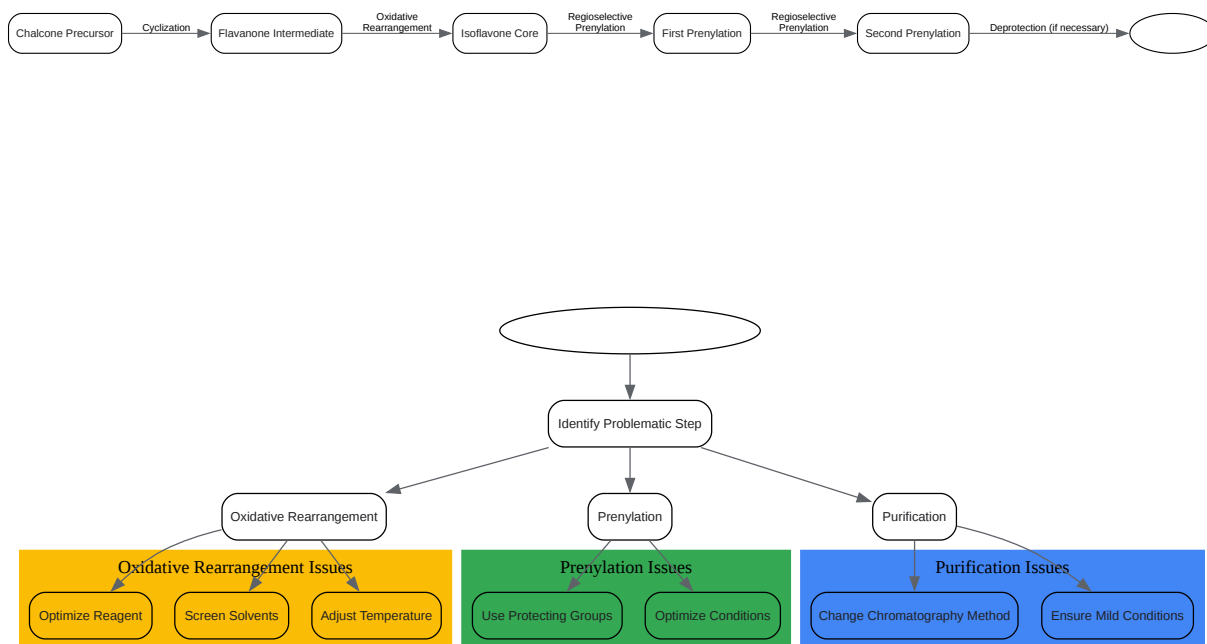 Chalcone Precursor
Cyclization
Flavanone Intermediate
Oxidative
Rearrangement
Isoflavone Core
Regioselective
Prenylation
First Prenylation
Regioselective
Prenylation
Second Prenylation
Deprotection (if necessary)
Identify Problematic Step
Oxidative Rearrangement
Prenylation
Purification
Oxidative Rearrangement Issues
Prenylation Issues
Purification Issues
Optimize Reagent
Screen Solvents
Adjust Temperature
Use Protecting Groups
Optimize Conditions
Change Chromatography Method
Ensure Mild Conditions